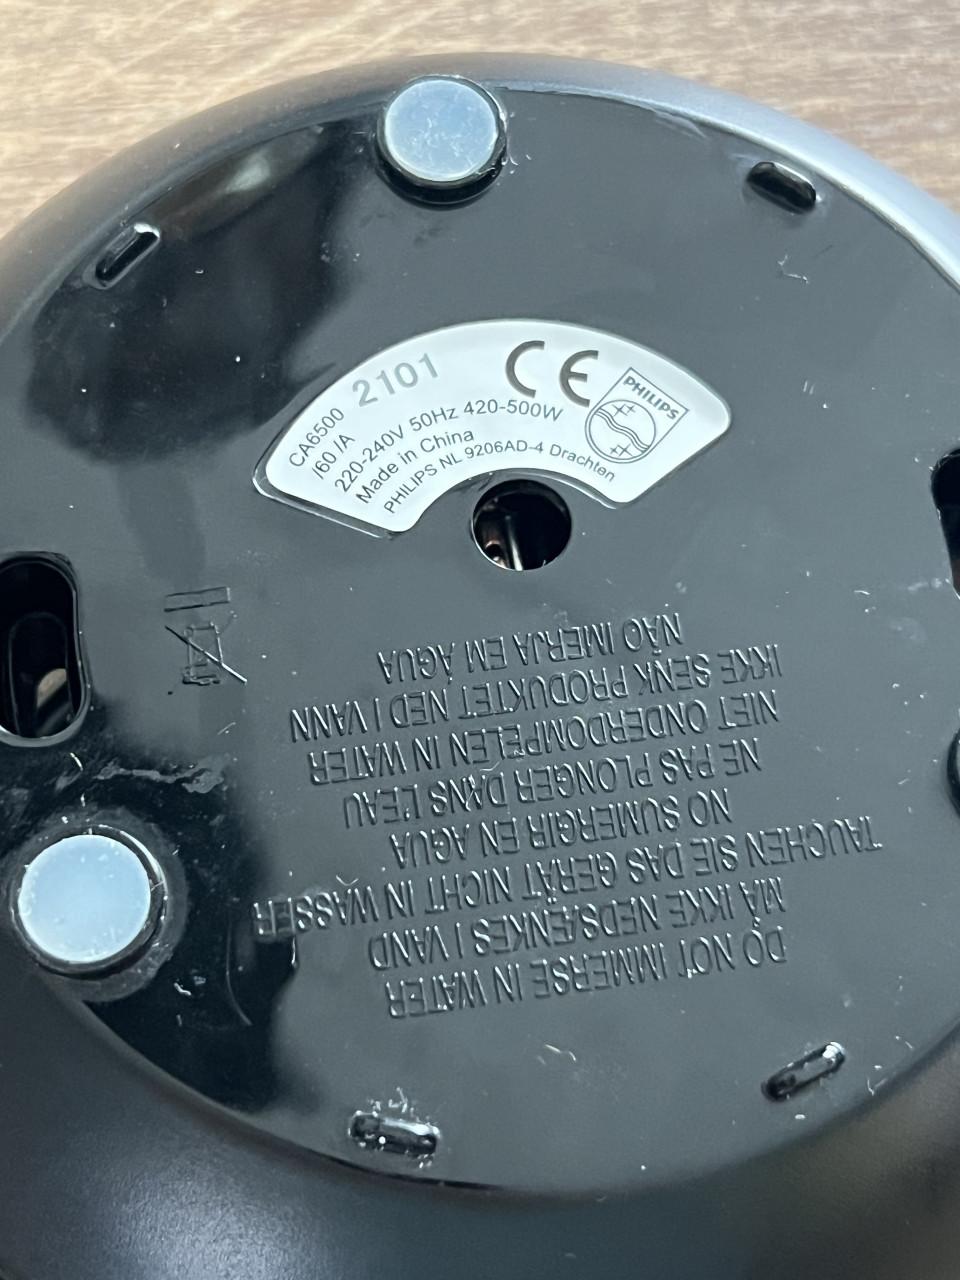 CA6500 2101
/60 /A
220-240V 50Hz 420-500W
Made in China
PHILIPS NL 9206AD-4 Drachten
CE
PHILIPS
DO NOT IMMERSE IN WATER
MÅ IKKE NEDSÆNKES I VAND
TAUCHEN SIE DAS GERÄT NICHT IN WASSER
NO SUMERGIR EN AGUA
NE PAS PLONGER DANS L'EAU
NIET ONDERDOMPELEN IN WATER
IKKE SENK PRODUKTET NED I VANN
NÃO IMERJA EM ÁGUA